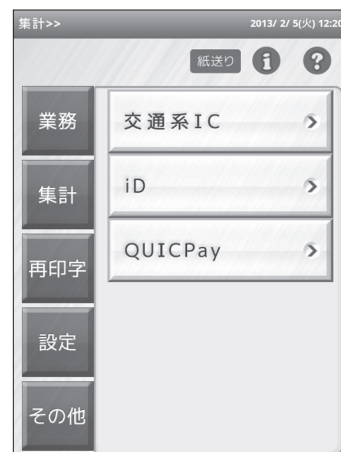 集計>> 2013/ 2/ 5(火) 12:20
紙送り i ?
業務
交通系IC
集計
iD
再印字
QUICPay
設定
その他